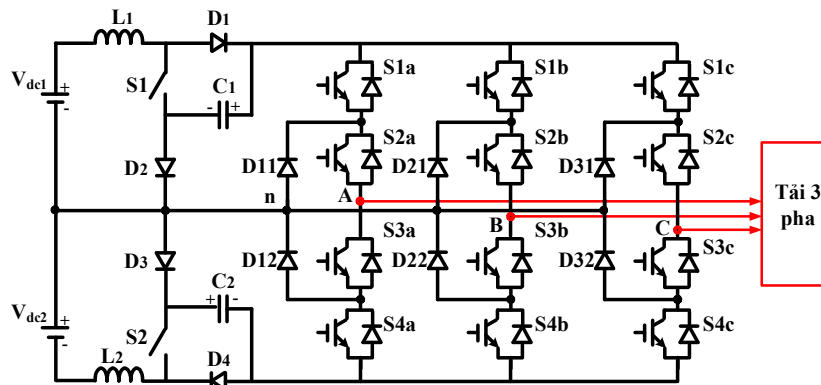 L1
D1
Vdc1
+
-
S1
C1
-
+
D2
S1a
S1b
S1c
S2a
S2b
S2c
D11
D21
D31
n
A
B
C
Tải 3
pha
D3
S3a
S3b
S3c
D12
D22
D32
C2
+
-
Vdc2
+
-
S2
S4a
S4b
S4c
L2
D4